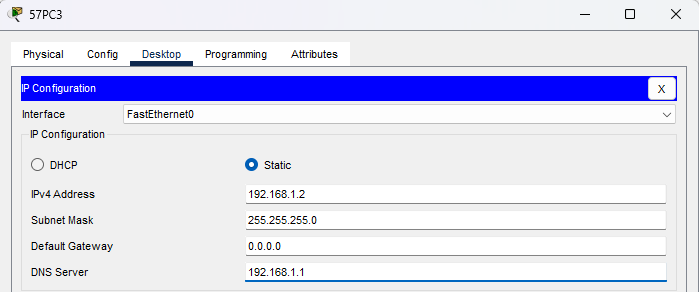 57PC3
Physical Config Desktop Programming Attributes
IP Configuration X
Interface FastEthernet0
IP Configuration
DHCP Static
IPv4 Address 192.168.1.2
Subnet Mask 255.255.255.0
Default Gateway 0.0.0.0
DNS Server 192.168.1.1